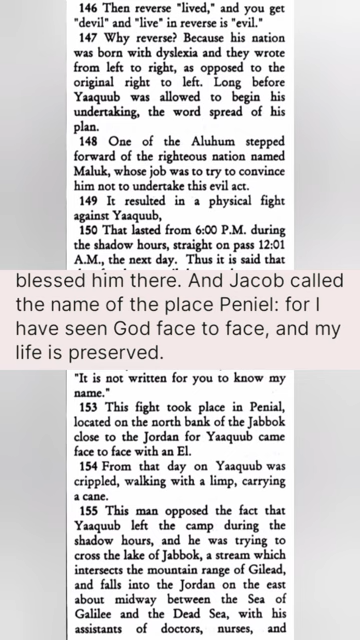 146 Then reverse "lived," and you get
"devil" and "live" in reverse is "evil."
147 Why reverse? Because his nation
was born with dyslexia and they wrote
from left to right, as opposed to the
original right to left. Long before
Yaaquub was allowed to begin his
undertaking, the word spread of his
plan.
148 One of the Aluhum stepped
forward of the righteous nation named
Maluk, whose job was to try to convince
him not to undertake this evil act.
149 It resulted in a physical fight
against Yaaquub,
150 That lasted from 6:00 P.M. during
the shadow hours, straight on pass 12:01
A.M., the next day. Thus it is said that
blessed him there. And Jacob called
the name of the place Peniel: for I
have seen God face to face, and my
life is preserved.
"It is not written for you to know my
name."
153 This fight took place in Penial,
located on the north bank of the Jabbok
close to the Jordan for Yaaquub came
face to face with an El.
154 From that day on Yaaquub was
crippled, walking with a limp, carrying
a cane.
155 This man opposed the fact that
Yaaquub left the camp during the
shadow hours, and he was trying to
cross the lake of Jabbok, a stream which
intersects the mountain range of Gilead,
and falls into the Jordan on the east
about midway between the Sea of
Galilee and the Dead Sea, with his
assistants of doctors, nurses, and